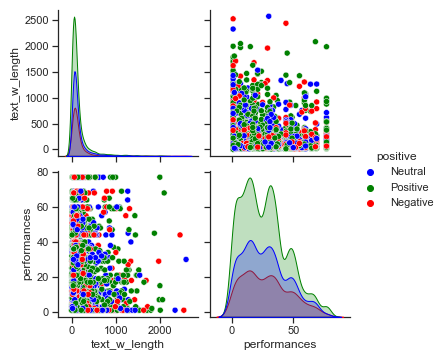 2500
2000
1500
1000
500
0
text_w_length
80
60
40
20
0
performances
0 1000 2000
text_w_length
0 50
performances
positive
Neutral
Positive
Negative